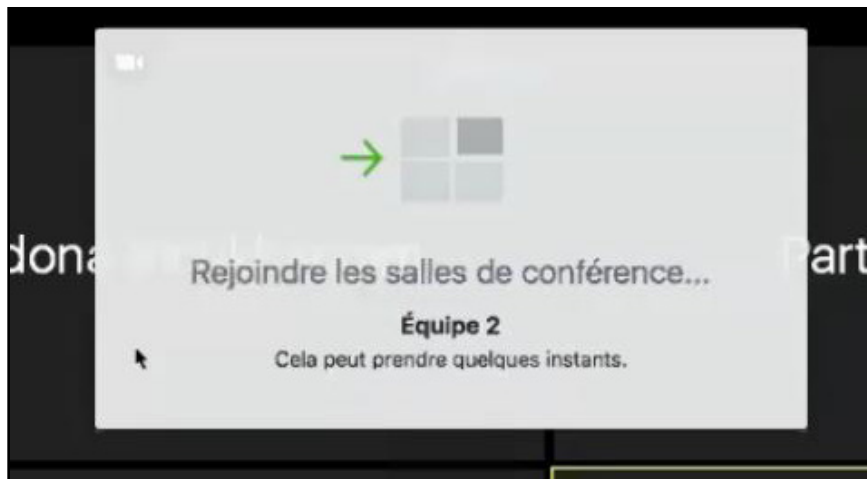 Rejoindre les salles de conférence...
Équipe 2
Cela peut prendre quelques instants.